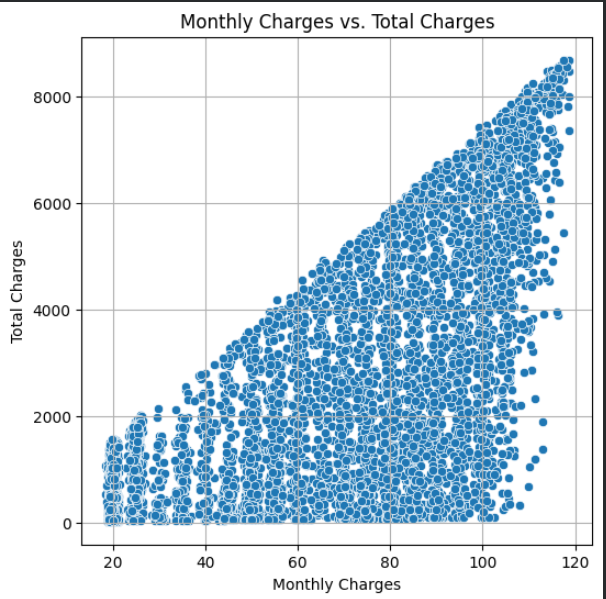 Monthly Charges vs. Total Charges
8000
6000
4000
2000
0
Total Charges
20 40 60 80 100 120
Monthly Charges